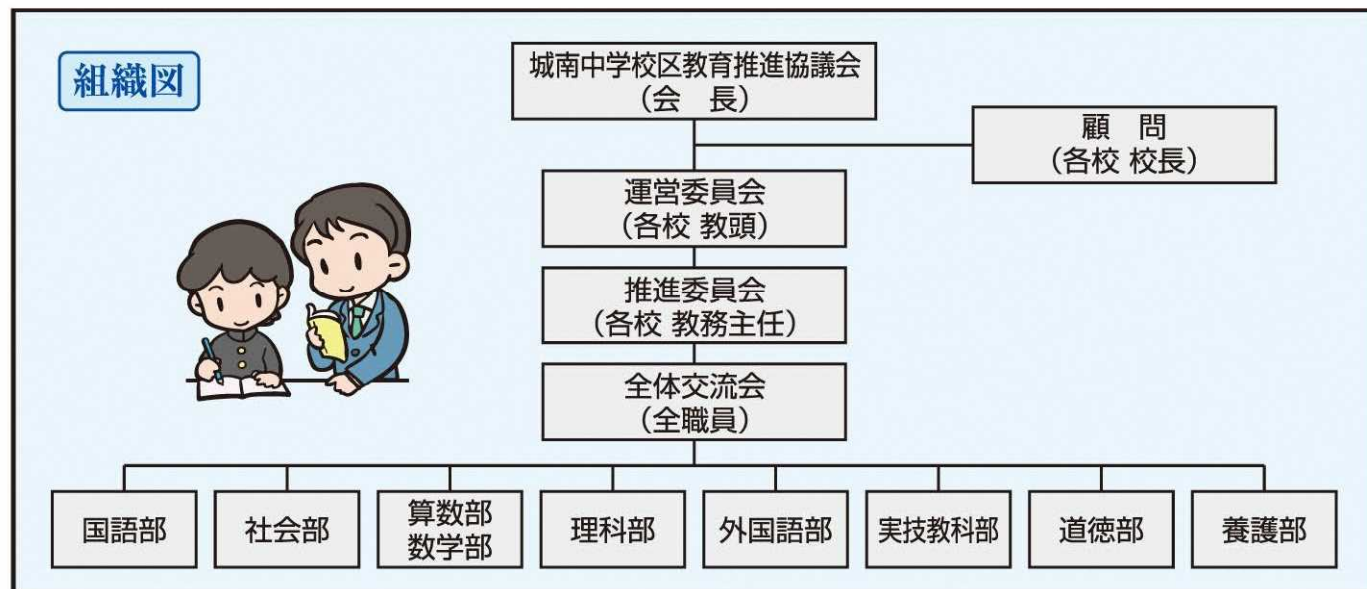 組織図
城南中学校区教育推進協議会
(会　長)
顧　問
(各校 校長)
運営委員会
(各校 教頭)
推進委員会
(各校 教務主任)
全体交流会
(全職員)
国語部
社会部
算数部
数学部
理科部
外国語部
実技教科部
道徳部
養護部